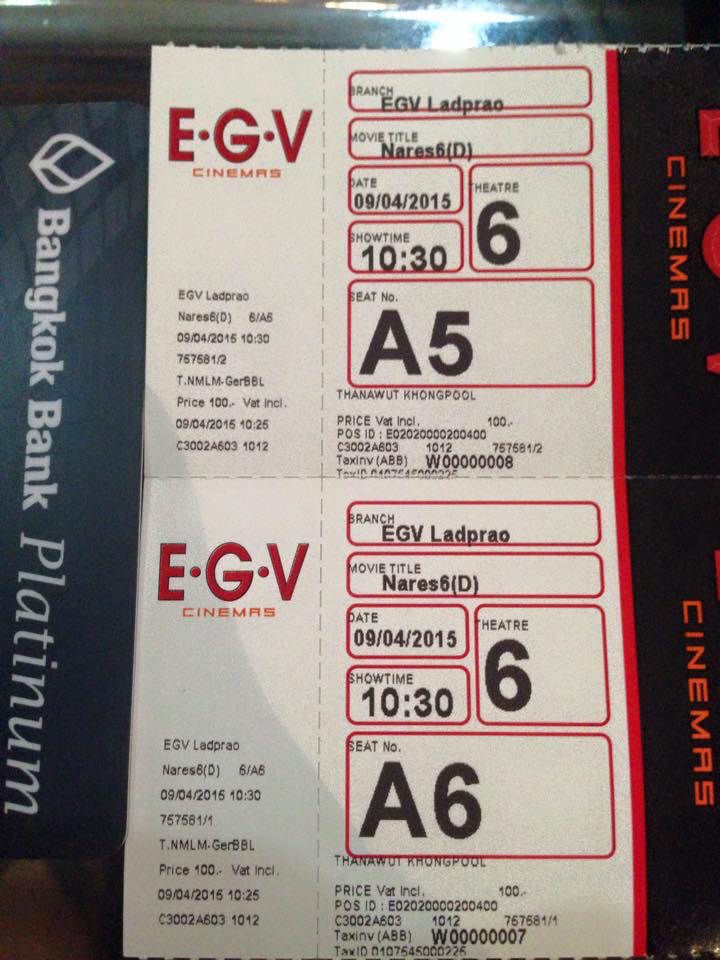 Bangkok Bank Platinum
E·G·V
CINEMAS
EGV Ladprao
Nares6(D) 6/A5
09/04/2015 10:30
757581/2
T.NMLM-GerBBL
Price 100.- Vat Incl.
09/04/2015 10:25
C3002A603 1012
BRANCH
EGV Ladprao
MOVIE TITLE
Nares6(D)
DATE
09/04/2015
THEATRE
6
SHOWTIME
10:30
SEAT No.
A5
THANAWUT KHONGPOOL
PRICE Vat Incl. 100.-
POS ID : E02020000200400
C3002A603 1012 757581/2
TaxInv (ABB) W00000008
TaxID 0107545000225
E·G·V
CINEMAS
EGV Ladprao
Nares6(D) 6/A6
09/04/2015 10:30
757581/1
T.NMLM-GerBBL
Price 100.- Vat Incl.
09/04/2015 10:25
C3002A603 1012
BRANCH
EGV Ladprao
MOVIE TITLE
Nares6(D)
DATE
09/04/2015
THEATRE
6
SHOWTIME
10:30
SEAT No.
A6
THANAWUT KHONGPOOL
PRICE Vat Incl. 100.-
POS ID : E02020000200400
C3002A603 1012 757581/1
TaxInv (ABB) W00000007
TaxID 0107545000225
CINEMAS
CINEMAS